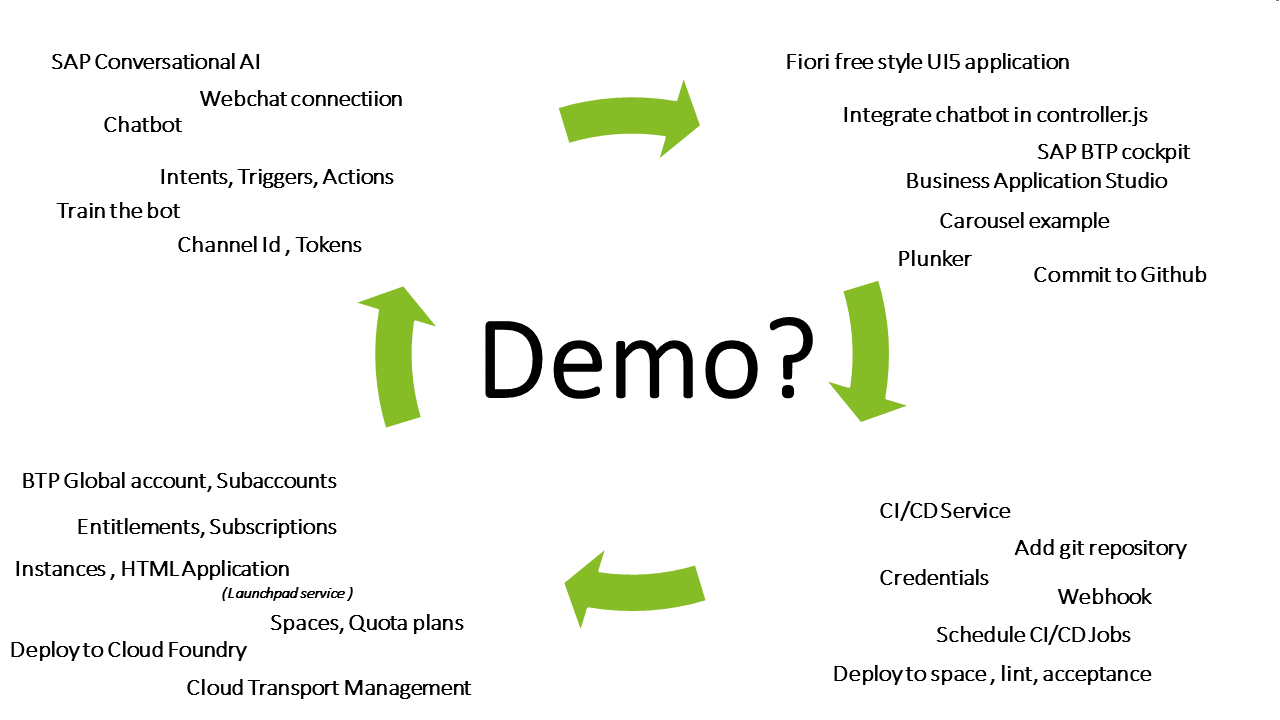 SAP Conversational AI
Webchat connectiion
Chatbot
Intents, Triggers, Actions
Train the bot
Channel Id , Tokens
Fiori free style UI5 application
Integrate chatbot in controller.js
SAP BTP cockpit
Business Application Studio
Carousel example
Plunker
Commit to Github
Demo?
BTP Global account, Subaccounts
Entitlements, Subscriptions
Instances , HTML Application
(Launchpad service )
Spaces, Quota plans
Deploy to Cloud Foundry
Cloud Transport Management
CI/CD Service
Add git repository
Credentials
Webhook
Schedule CI/CD Jobs
Deploy to space , lint, acceptance